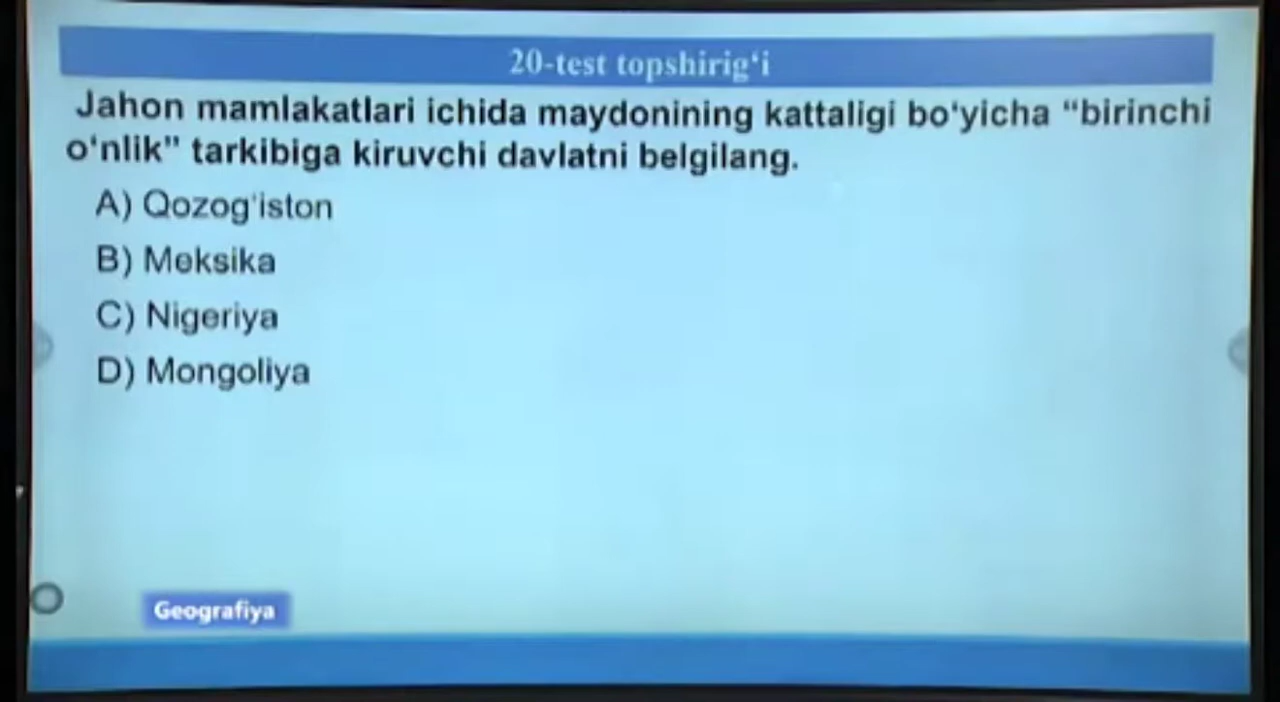 20-test topshirig‘i
Jahon mamlakatlari ichida maydonining kattaligi bo‘yicha “birinchi
o‘nlik” tarkibiga kiruvchi davlatni belgilang.
A) Qozog‘iston
B) Meksika
C) Nigeriya
D) Mongoliya
Geografiya